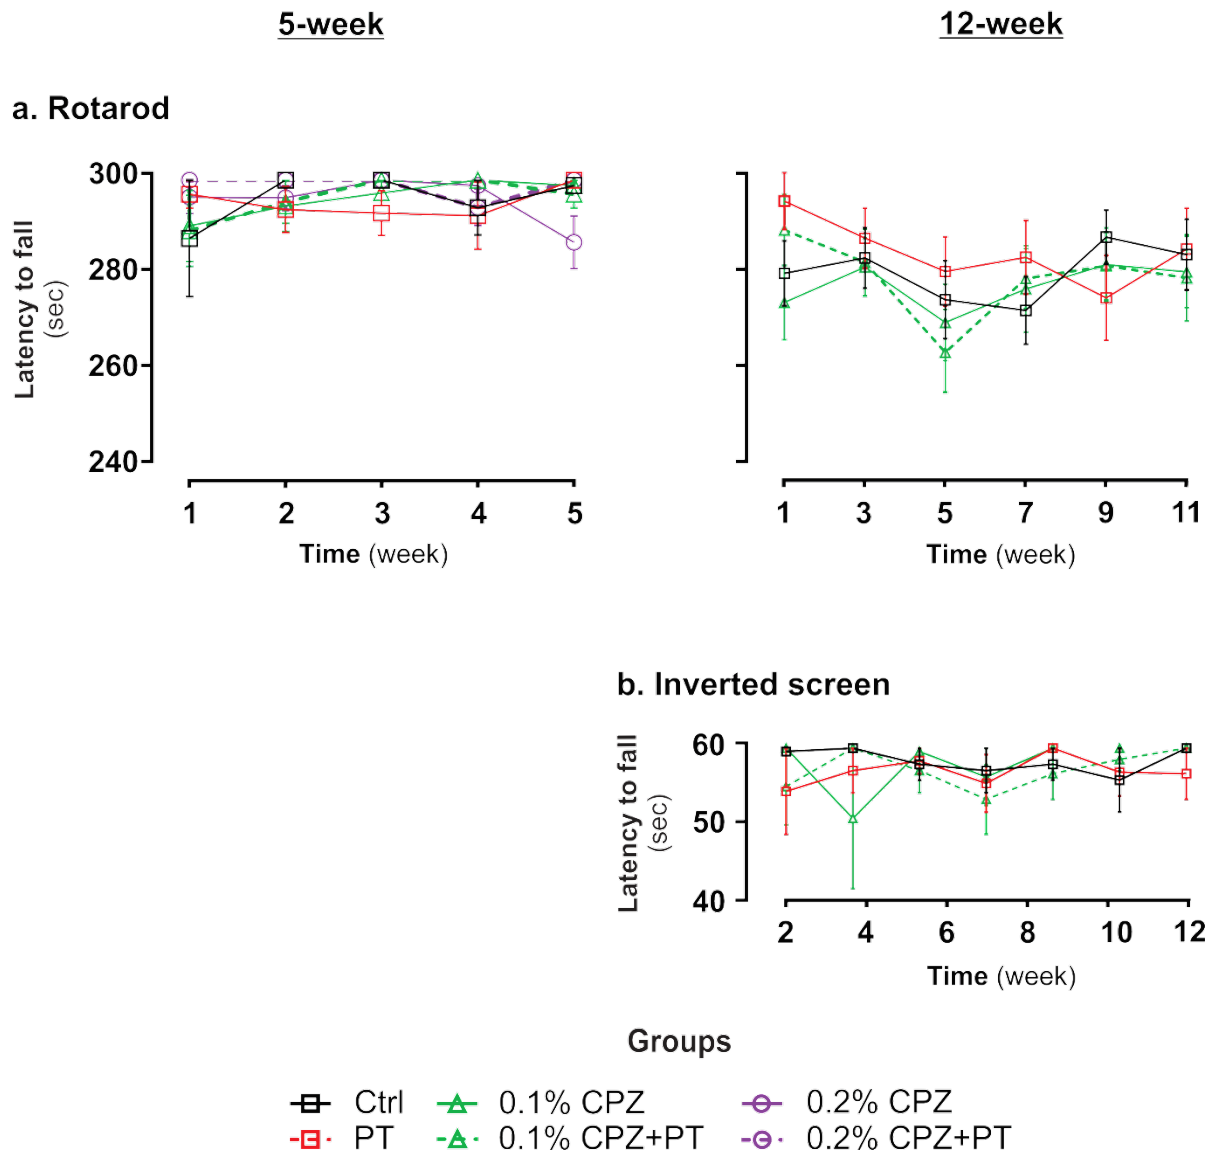 5-week
12-week
a. Rotarod
Latency to fall
(sec)
300
280
260
240
1 2 3 4 5
Time (week)
1 3 5 7 9 11
Time (week)
b. Inverted screen
Latency to fall
(sec)
60
50
40
2 4 6 8 10 12
Time (week)
Groups
Ctrl 0.1% CPZ 0.2% CPZ
PT 0.1% CPZ+PT 0.2% CPZ+PT